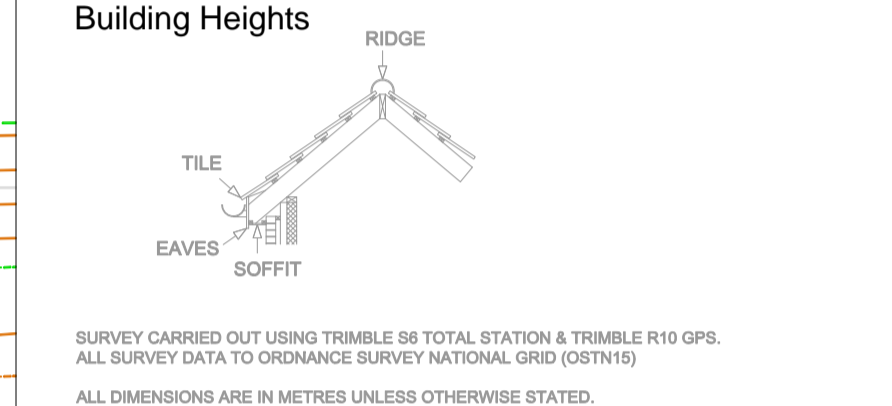 Building Heights
RIDGE
TILE
EAVES
SOFFIT
SURVEY CARRIED OUT USING TRIMBLE S6 TOTAL STATION & TRIMBLE R10 GPS.
ALL SURVEY DATA TO ORDNANCE SURVEY NATIONAL GRID (OSTN15)
ALL DIMENSIONS ARE IN METRES UNLESS OTHERWISE STATED.